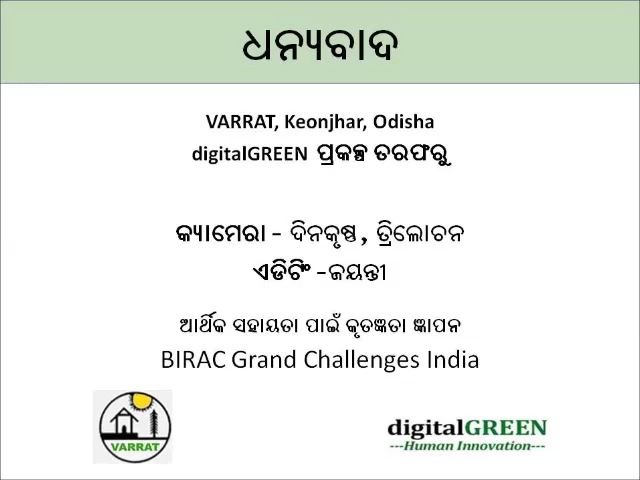 ଧନ୍ୟବାଦ
VARRAT, Keonjhar, Odisha
digitalGREEN ପ୍ରକଳ୍ପ ତରଫରୁ
କ୍ୟାମେରା - ଦିନକୃଷ୍ଣ, ତ୍ରିଲୋଚନ
ଏଡିଟିଂ -ଜୟନ୍ତୀ
ଆର୍ଥିକ ସହାୟତା ପାଇଁ କୃତଜ୍ଞତା ଜ୍ଞାପନ
BIRAC Grand Challenges India
VARRAT
digitalGREEN
---Human Innovation---